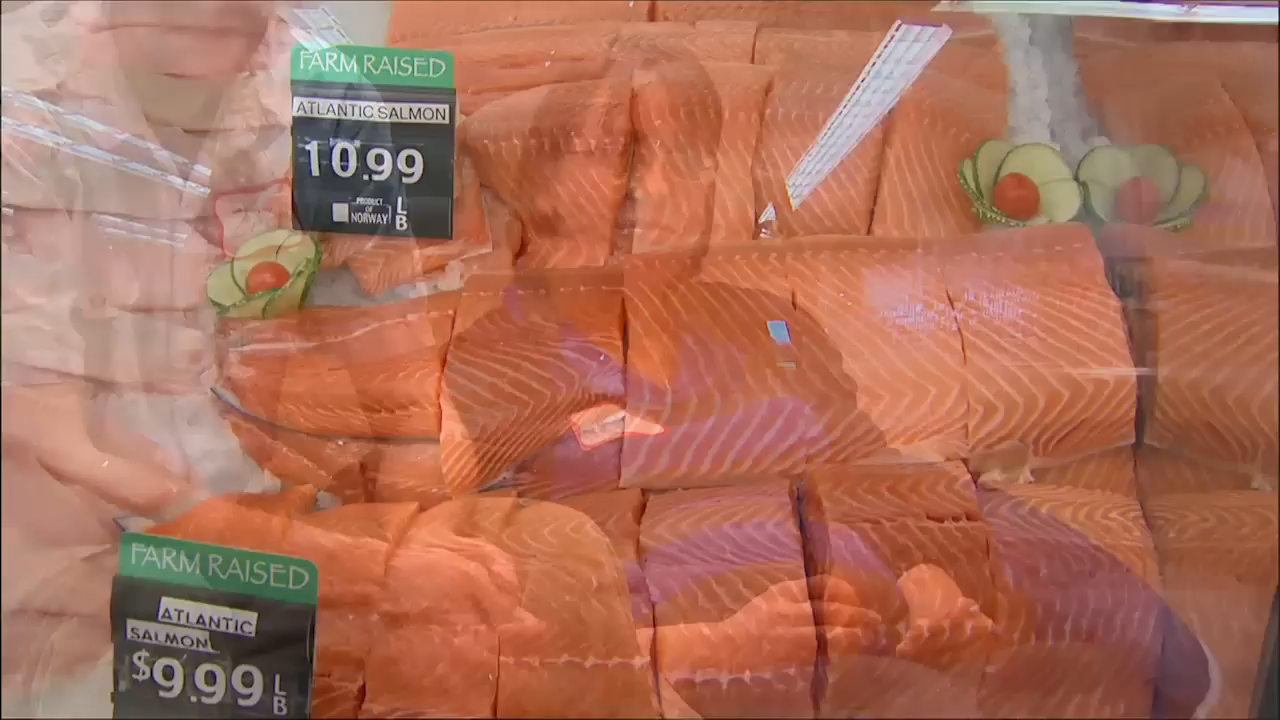 FARM RAISED
ATLANTIC SALMON
10.99 LB
PRODUCT
OF
NORWAY
FARM RAISED
ATLANTIC
SALMON
$9.99 LB